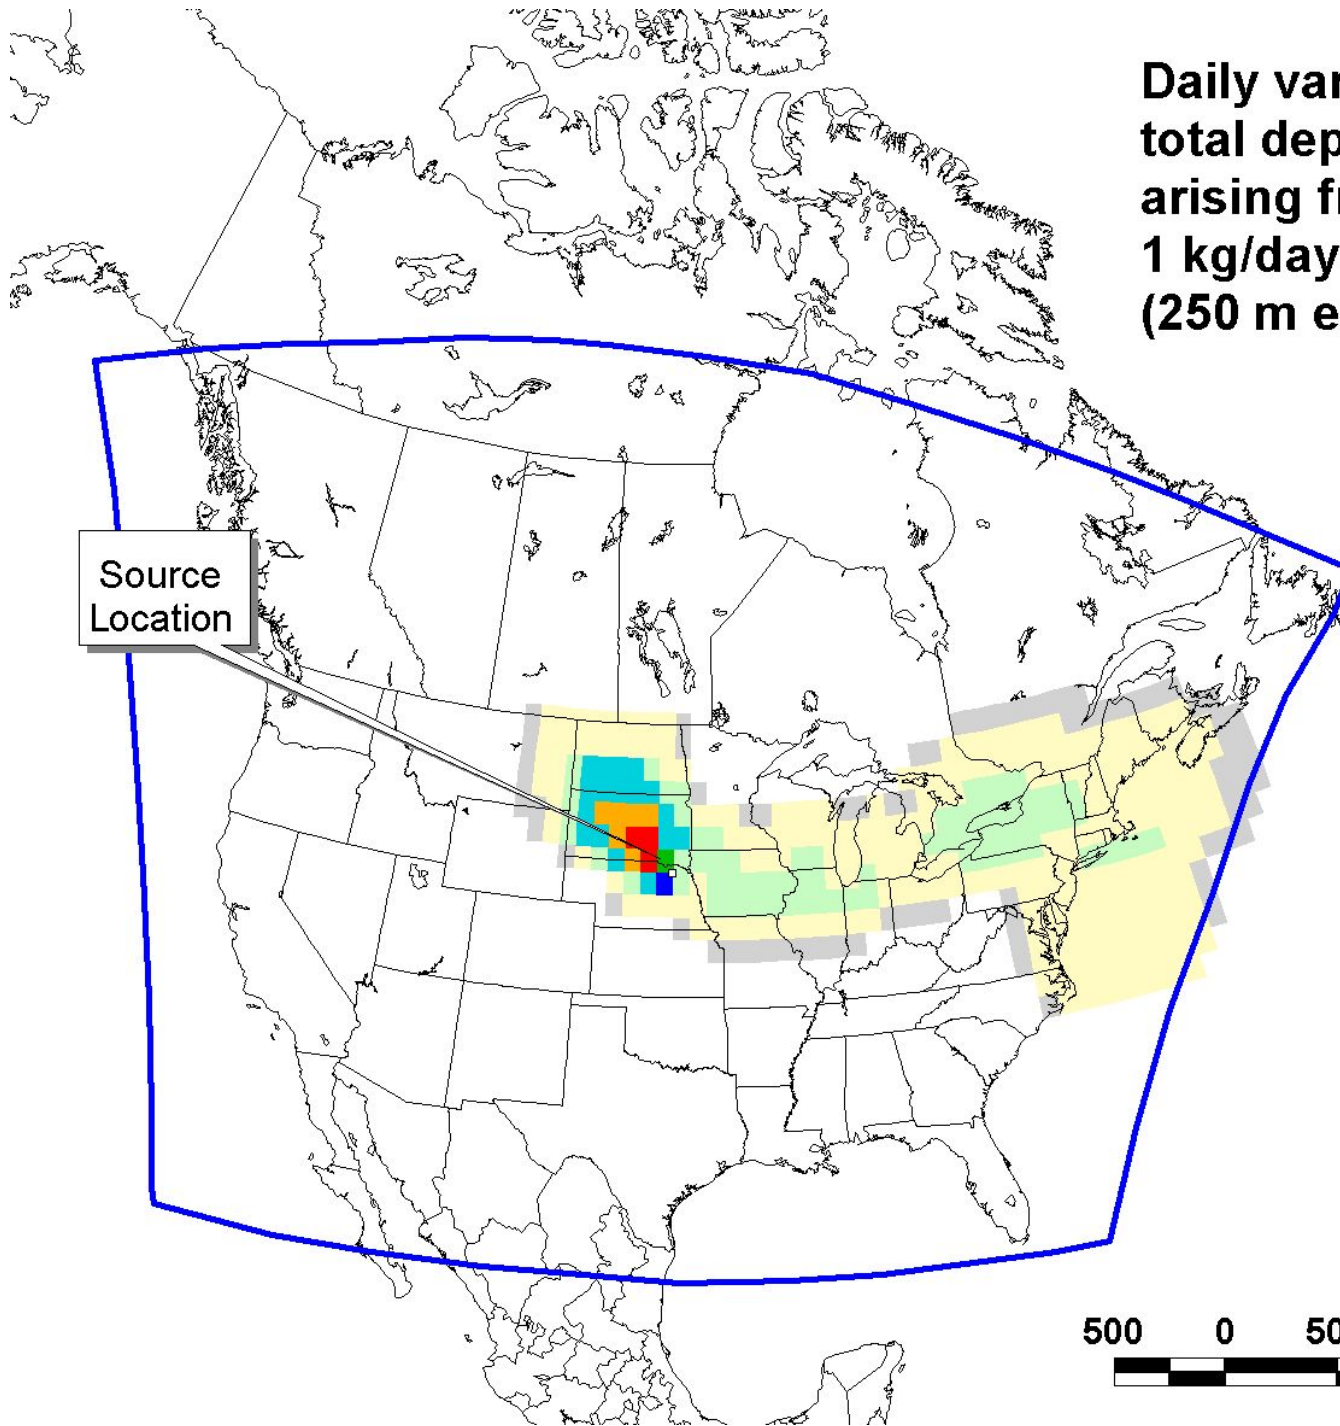 Daily var
total dep
arising fr
1 kg/day
(250 m e
Source
Location
500 0 50